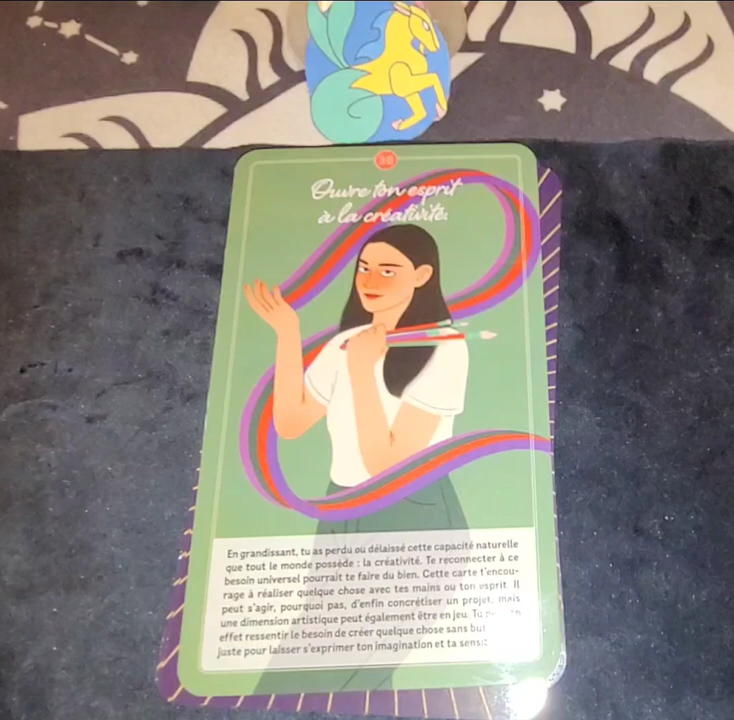 36
Ouvre ton esprit
à la créativité.
En grandissant, tu as perdu ou délaissé cette capacité naturelle
que tout le monde possède : la créativité. Te reconnecter à ce
besoin universel pourrait te faire du bien. Cette carte t'encou-
rage à réaliser quelque chose avec tes mains ou ton esprit. Il
peut s'agir, pourquoi pas, d'enfin concrétiser un projet, mais
une dimension artistique peut également être en jeu. Tu
effet ressentir le besoin de créer quelque chose sans but
juste pour laisser s'exprimer ton imagination et ta